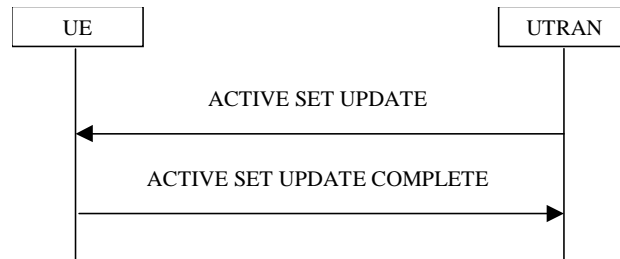 UE
UTRAN
ACTIVE SET UPDATE
ACTIVE SET UPDATE COMPLETE